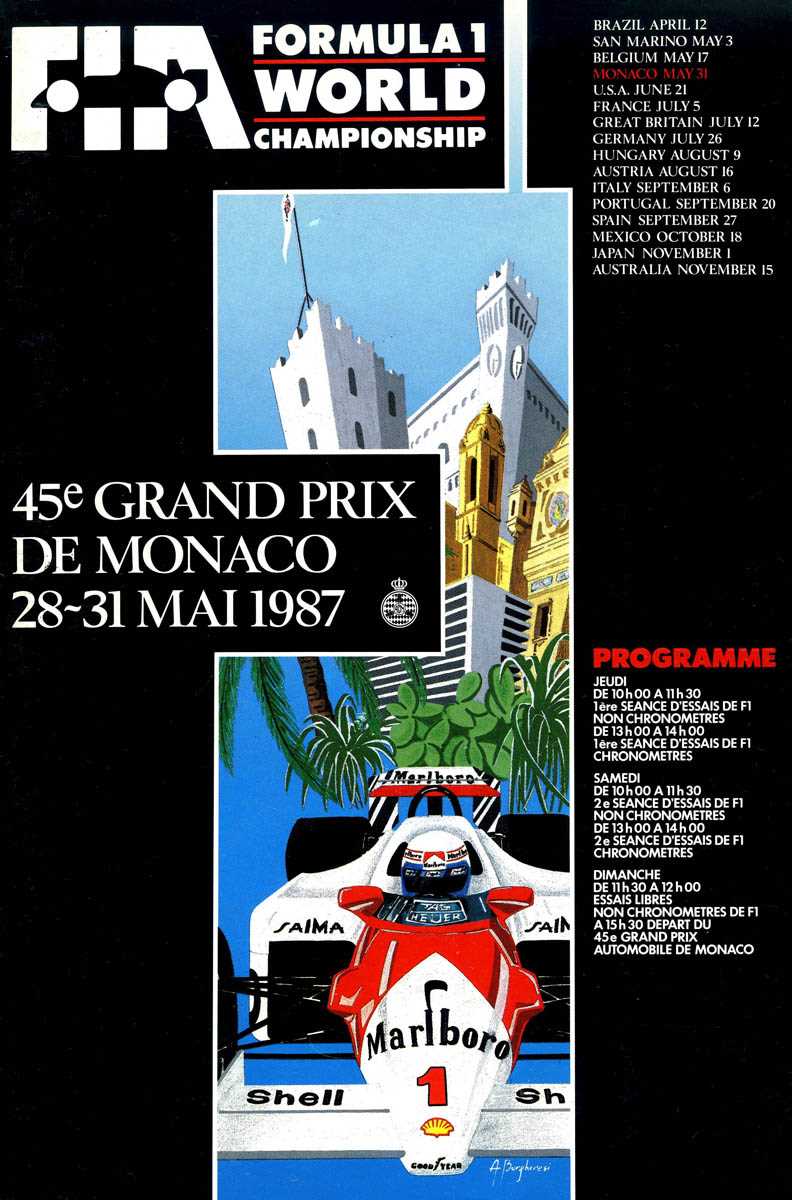 FIA
FORMULA 1
WORLD
CHAMPIONSHIP
BRAZIL APRIL 12
SAN MARINO MAY 3
BELGIUM MAY 17
MONACO MAY 31
U.S.A. JUNE 21
FRANCE JULY 5
GREAT BRITAIN JULY 12
GERMANY JULY 26
HUNGARY AUGUST 9
AUSTRIA AUGUST 16
ITALY SEPTEMBER 6
PORTUGAL SEPTEMBER 20
SPAIN SEPTEMBER 27
MEXICO OCTOBER 18
JAPAN NOVEMBER 1
AUSTRALIA NOVEMBER 15
45e GRAND PRIX
DE MONACO
28~31 MAI 1987
PROGRAMME
JEUDI
DE 10h00 A 11h30
1ère SEANCE D'ESSAIS DE F1
NON CHRONOMETRES
DE 13h00 A 14h00
1ère SEANCE D'ESSAIS DE F1
CHRONOMETRES
SAMEDI
DE 10h00 A 11h30
2e SEANCE D'ESSAIS DE F1
NON CHRONOMETRES
DE 13h00 A 14h00
2e SEANCE D'ESSAIS DE F1
CHRONOMETRES
DIMANCHE
DE 11h30 A 12h00
ESSAIS LIBRES
NON CHRONOMETRES DE F1
A 15h30 DEPART DU
45e GRAND PRIX
AUTOMOBILE DE MONACO
Marlboro
Marlboro
TAG
HEUER
SAIMA
SAIM
Marlboro
1
Shell
Sh
GOODYEAR
A. Borgheresi